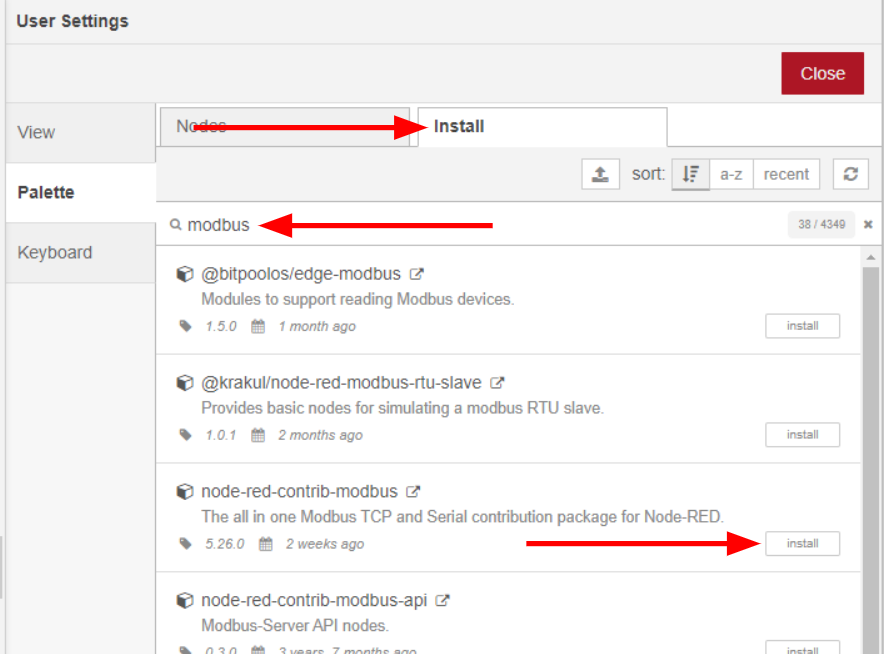 User Settings
Close
View
Palette
Keyboard
Nodes
Install
sort: a-z recent
modbus
38 / 4349
@bitpoolos/edge-modbus
Modules to support reading Modbus devices.
1.5.0 1 month ago
install
@krakul/node-red-modbus-rtu-slave
Provides basic nodes for simulating a modbus RTU slave.
1.0.1 2 months ago
install
node-red-contrib-modbus
The all in one Modbus TCP and Serial contribution package for Node-RED.
5.26.0 2 weeks ago
install
node-red-contrib-modbus-api
Modbus-Server API nodes.
0.3.0 3 years, 7 months ago
install